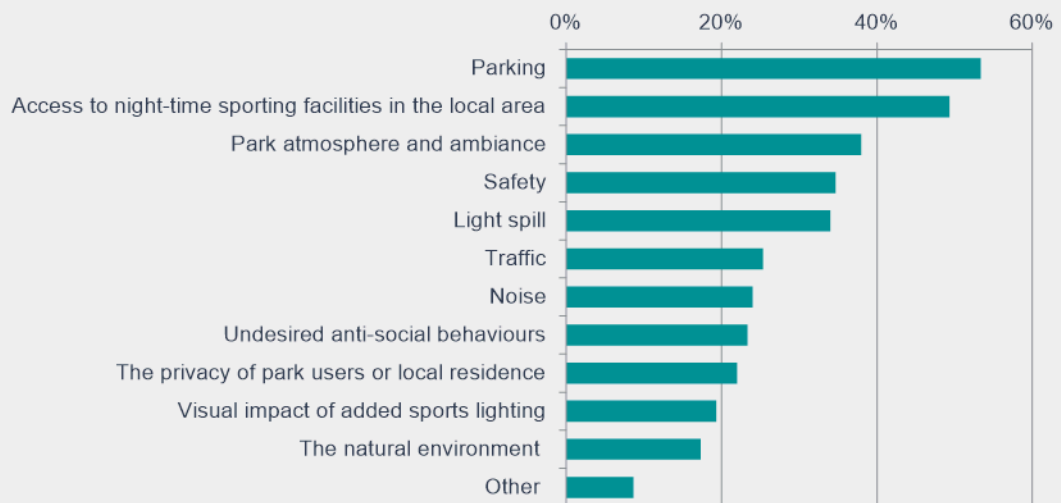 0% 20% 40% 60%
Parking
Access to night-time sporting facilities in the local area
Park atmosphere and ambiance
Safety
Light spill
Traffic
Noise
Undesired anti-social behaviours
The privacy of park users or local residence
Visual impact of added sports lighting
The natural environment
Other